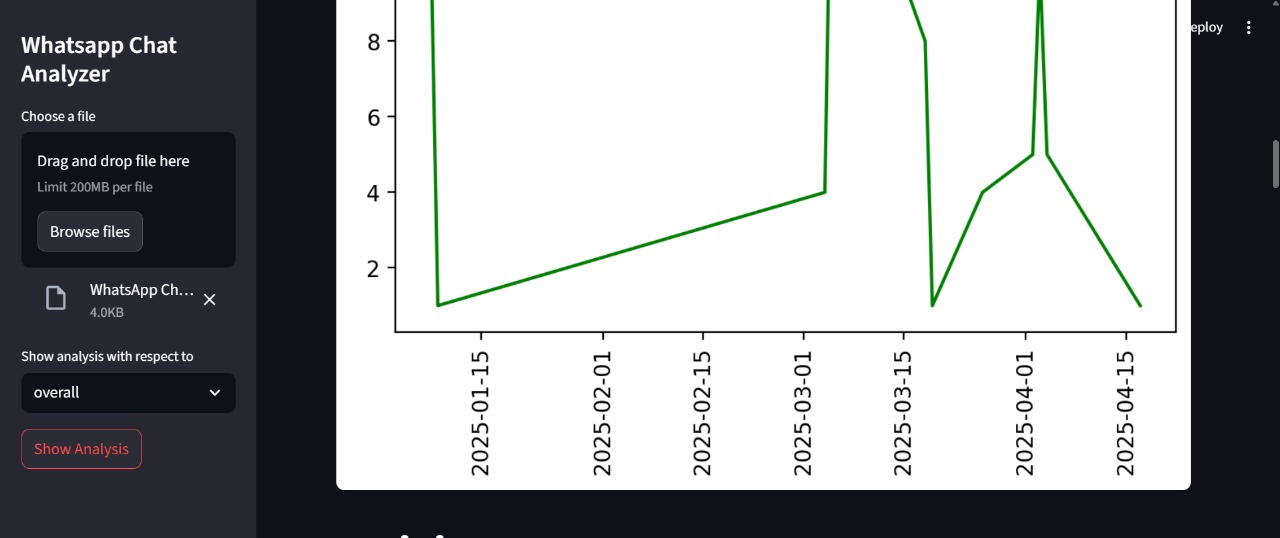 Whatsapp Chat
Analyzer
Choose a file
Drag and drop file here
Limit 200MB per file
Browse files
WhatsApp Ch...
4.0KB
Show analysis with respect to
overall
Show Analysis
eploy
8
6
4
2
2025-01-15
2025-02-01
2025-02-15
2025-03-01
2025-03-15
2025-04-01
2025-04-15